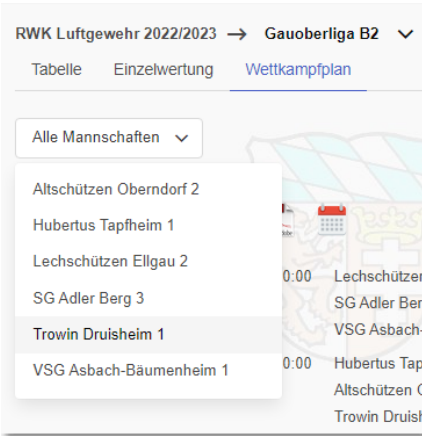 RWK Luftgewehr 2022/2023 → Gauoberliga B2
Tabelle Einzelwertung Wettkampfplan
Alle Mannschaften
Altschützen Oberndorf 2
Hubertus Tapfheim 1
Lechschützen Ellgau 2
SG Adler Berg 3
Trowin Druisheim 1
VSG Asbach-Bäumenheim 1
0:00 Lechschützen
SG Adler Ber
VSG Asbach-
0:00 Hubertus Tap
Altschützen
Trowin Druish